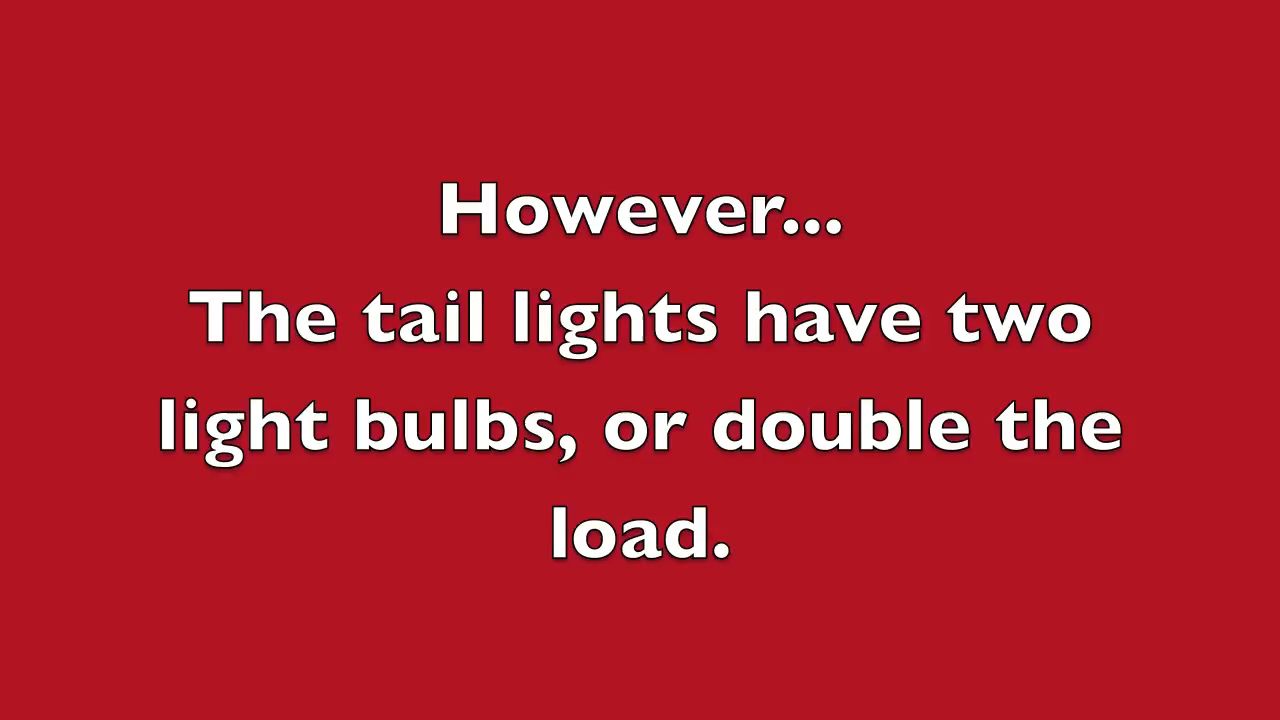 However...
The tail lights have two
light bulbs, or double the
load.